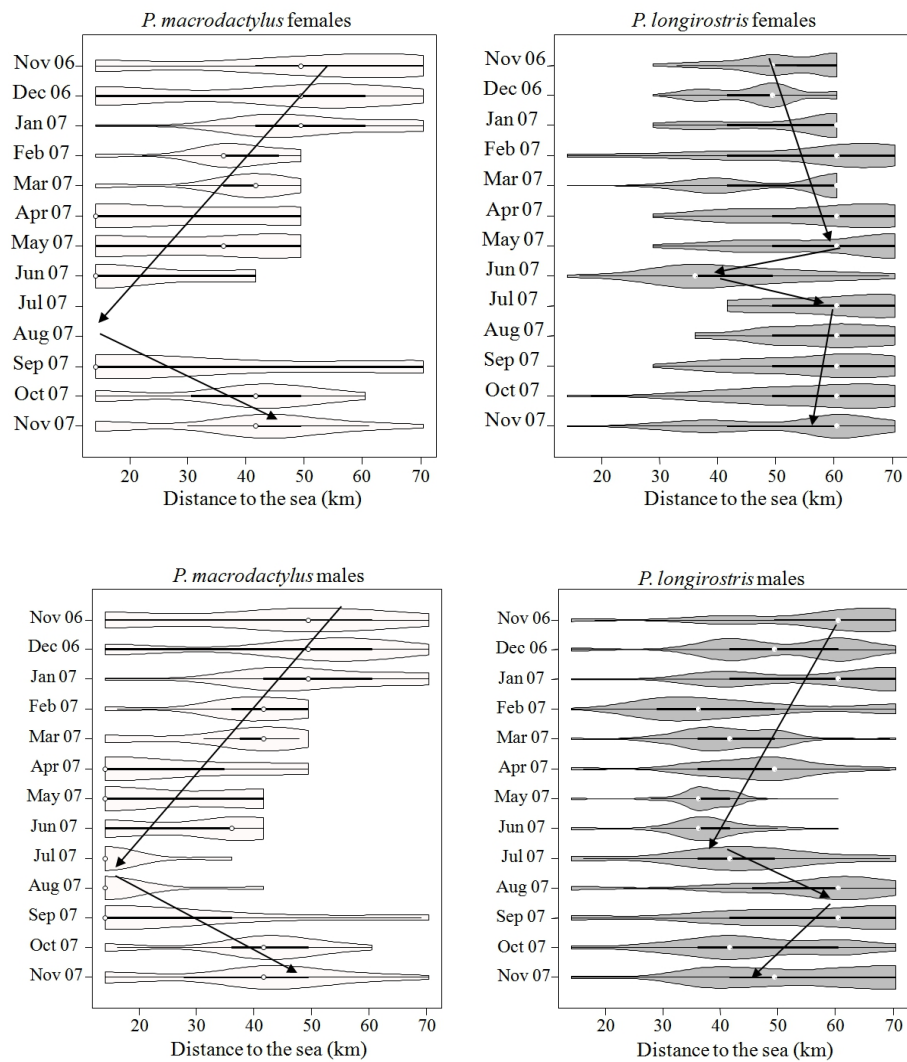 P. macrodactylus females
Nov 06
Dec 06
Jan 07
Feb 07
Mar 07
Apr 07
May 07
Jun 07
Jul 07
Aug 07
Sep 07
Oct 07
Nov 07
20 30 40 50 60 70
Distance to the sea (km)
P. longirostris females
Nov 06
Dec 06
Jan 07
Feb 07
Mar 07
Apr 07
May 07
Jun 07
Jul 07
Aug 07
Sep 07
Oct 07
Nov 07
20 30 40 50 60 70
Distance to the sea (km)
P. macrodactylus males
Nov 06
Dec 06
Jan 07
Feb 07
Mar 07
Apr 07
May 07
Jun 07
Jul 07
Aug 07
Sep 07
Oct 07
Nov 07
20 30 40 50 60 70
Distance to the sea (km)
P. longirostris males
Nov 06
Dec 06
Jan 07
Feb 07
Mar 07
Apr 07
May 07
Jun 07
Jul 07
Aug 07
Sep 07
Oct 07
Nov 07
20 30 40 50 60 70
Distance to the sea (km)